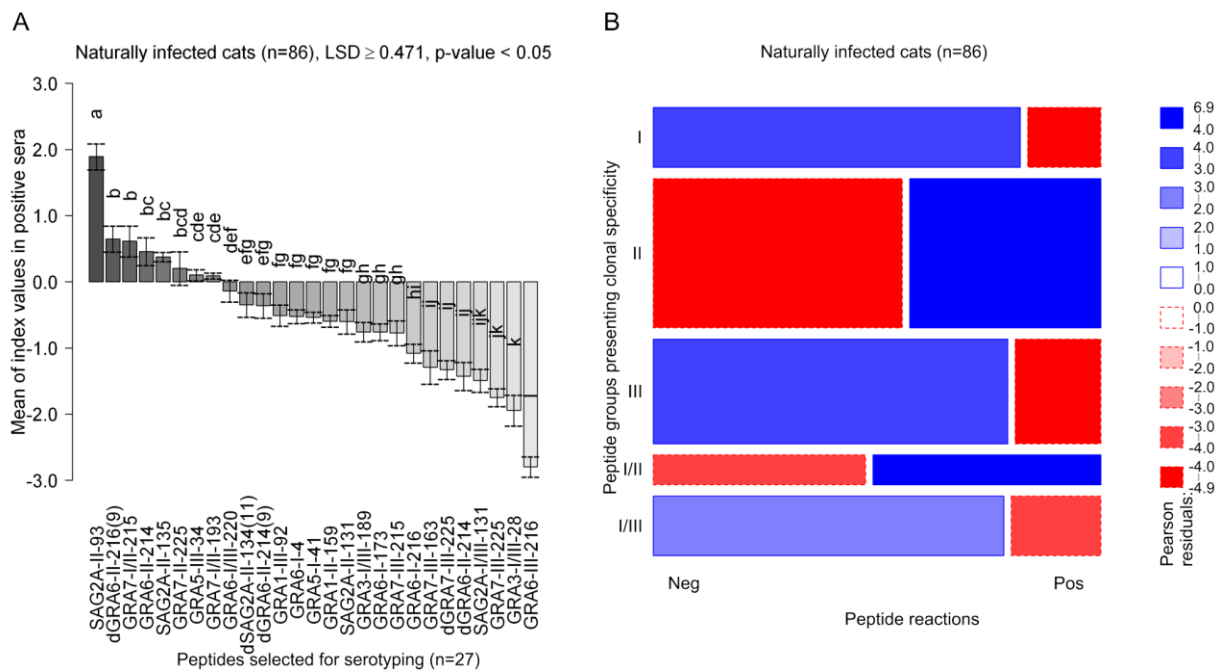 A
Naturally infected cats (n=86), LSD ≥ 0.471, p-value < 0.05
Mean of index values in positive sera
3.0
2.0
1.0
0.0
-1.0
-2.0
-3.0
a
b
b
bc
bc
bcd
cde
cde
def
efg
efg
fg
fg
fg
fg
fg
gh
gh
gh
hi
ij
ij
ij
ijk
jk
k
l
SAG2A-II-93
dGRA6-II-216(9)
GRA7-I/II-215
GRA6-II-214
SAG2A-II-135
GRA7-II-225
GRA5-III-34
GRA7-I/II-193
GRA6-I/III-220
dSAG2A-II-134(11)
dGRA6-II-214(9)
GRA1-III-92
GRA6-I-4
GRA5-I-41
GRA1-II-159
SAG2A-II-131
GRA3-I/III-189
GRA6-I-173
GRA7-III-215
GRA6-I-216
GRA7-III-163
dGRA7-III-225
dGRA6-II-214
SAG2A-I/III-131
GRA7-III-225
GRA3-I/III-28
GRA6-III-216
Peptides selected for serotyping (n=27)
B
Naturally infected cats (n=86)
Peptide groups presenting clonal specificity
I
II
III
I/II
I/III
Neg
Pos
Peptide reactions
6.9
4.0
4.0
3.0
3.0
2.0
2.0
1.0
1.0
0.0
0.0
-1.0
-1.0
-2.0
-2.0
-3.0
-3.0
-4.0
-4.0
-4.9
Pearson
residuals: